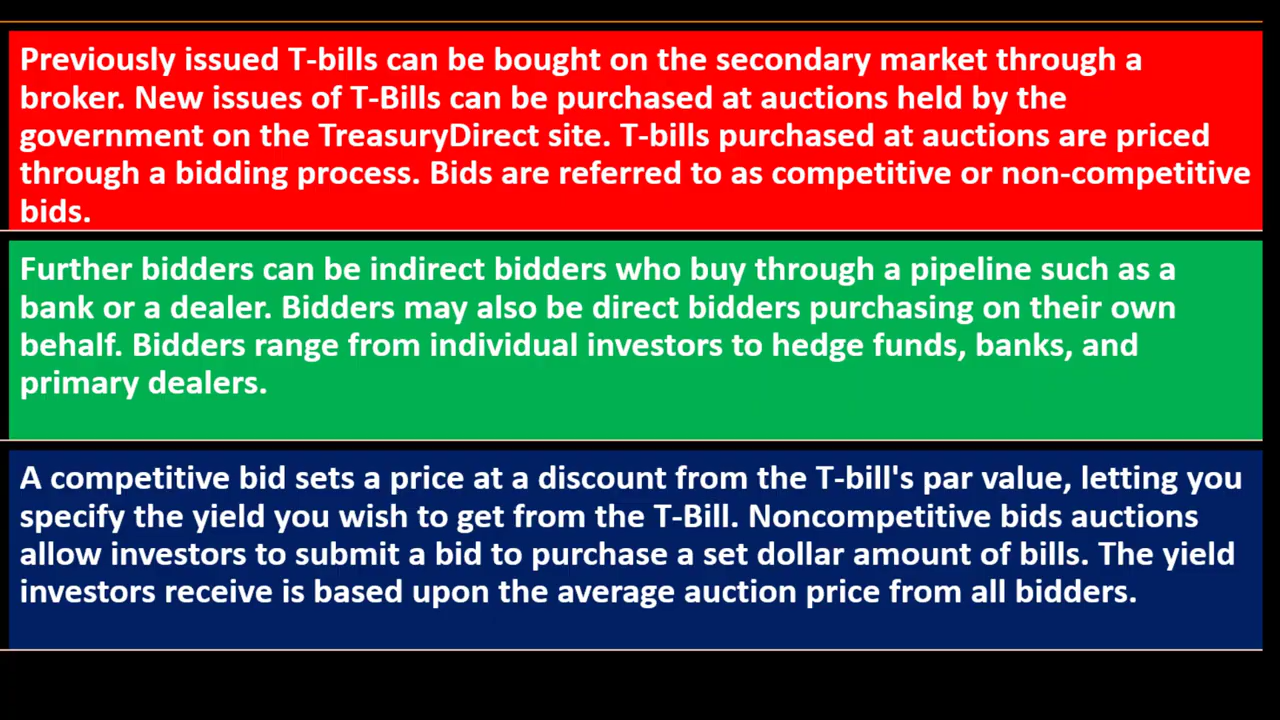 Previously issued T-bills can be bought on the secondary market through a
broker. New issues of T-Bills can be purchased at auctions held by the
government on the TreasuryDirect site. T-bills purchased at auctions are priced
through a bidding process. Bids are referred to as competitive or non-competitive
bids.
Further bidders can be indirect bidders who buy through a pipeline such as a
bank or a dealer. Bidders may also be direct bidders purchasing on their own
behalf. Bidders range from individual investors to hedge funds, banks, and
primary dealers.
A competitive bid sets a price at a discount from the T-bill's par value, letting you
specify the yield you wish to get from the T-Bill. Noncompetitive bids auctions
allow investors to submit a bid to purchase a set dollar amount of bills. The yield
investors receive is based upon the average auction price from all bidders.